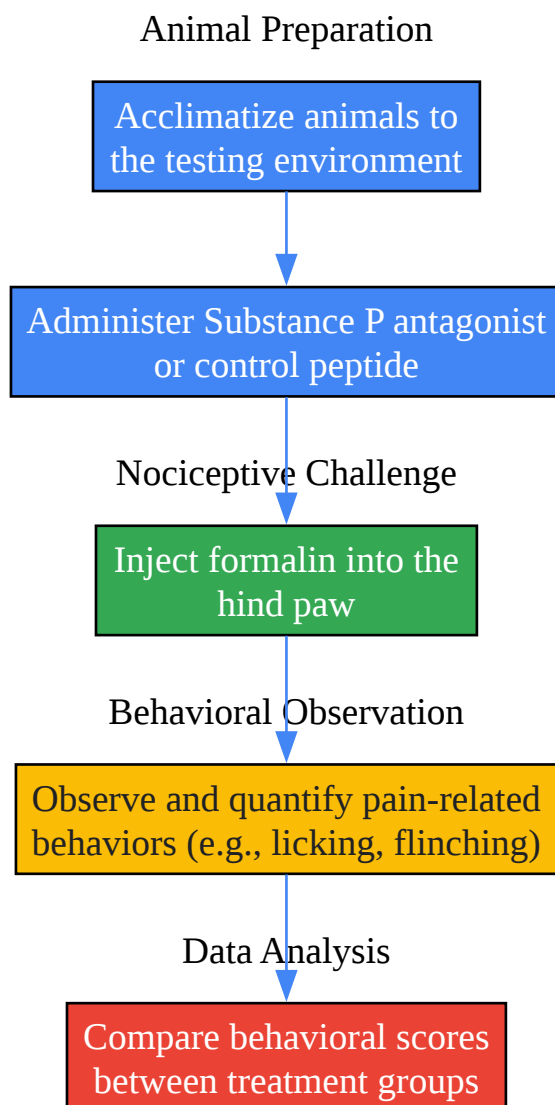 Animal Preparation
Acclimatize animals to
the testing environment
Administer Substance P antagonist
or control peptide
Nociceptive Challenge
Inject formalin into the
hind paw
Behavioral Observation
Observe and quantify pain-related
behaviors (e.g., licking, flinching)
Data Analysis
Compare behavioral scores
between treatment groups